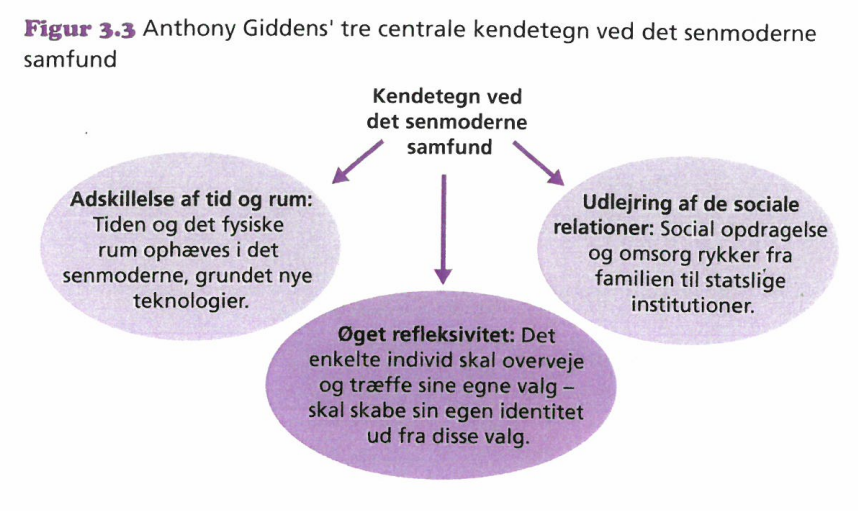 Figur 3.3 Anthony Giddens' tre centrale kendetegn ved det senmoderne
samfund
Kendetegn ved
det senmoderne
samfund
Adskillelse af tid og rum:
Tiden og det fysiske
rum ophæves i det
senmoderne, grundet nye
teknologier.
Udlejring af de sociale
relationer: Social opdragelse
og omsorg rykker fra
familien til statslige
institutioner.
Øget refleksivitet: Det
enkelte individ skal overveje
og træffe sine egne valg –
skal skabe sin egen identitet
ud fra disse valg.